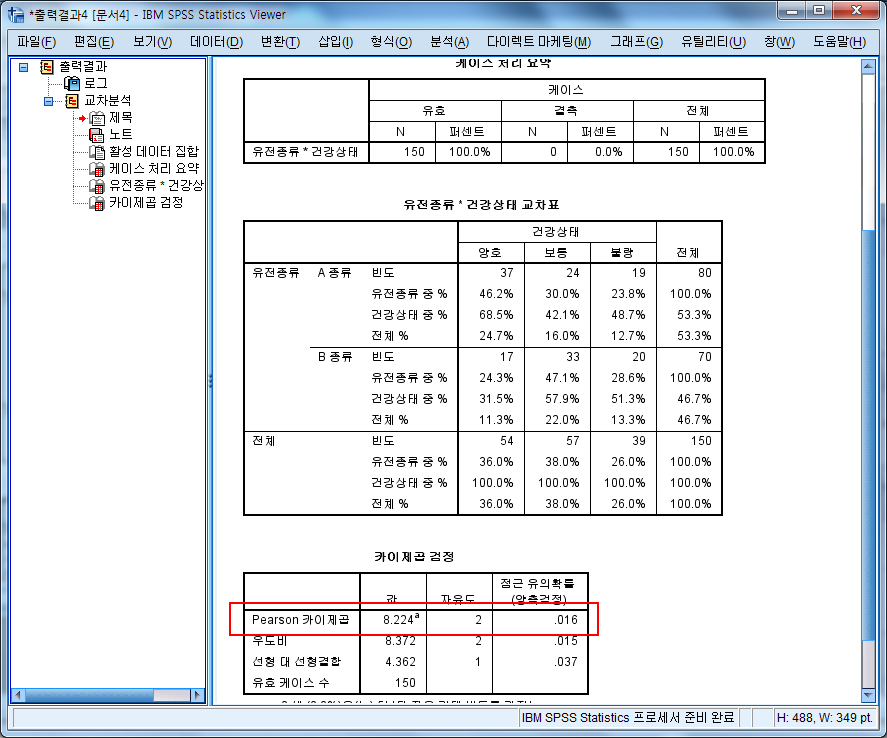 *출력결과4 [문서4] - IBM SPSS Statistics Viewer
파일(F) 편집(E) 보기(V) 데이터(D) 변환(T) 삽입(I) 형식(O) 분석(A) 다이렉트 마케팅(M) 그래프(G) 유틸리티(U) 창(W) 도움말(H)
출력결과
로그
교차분석
제목
노트
활성 데이터 집합
케이스 처리 요약
유전종류 * 건강상
카이제곱 검정
케이스 처리 요약
케이스
유효 결측 전체
N 퍼센트 N 퍼센트 N 퍼센트
유전종류 * 건강상태 150 100.0% 0 0.0% 150 100.0%
유전종류 * 건강상태 교차표
건강상태
양호 보통 불량 전체
유전종류 A 종류 빈도 37 24 19 80
유전종류 중 % 46.2% 30.0% 23.8% 100.0%
건강상태 중 % 68.5% 42.1% 48.7% 53.3%
전체 % 24.7% 16.0% 12.7% 53.3%
B 종류 빈도 17 33 20 70
유전종류 중 % 24.3% 47.1% 28.6% 100.0%
건강상태 중 % 31.5% 57.9% 51.3% 46.7%
전체 % 11.3% 22.0% 13.3% 46.7%
전체 빈도 54 57 39 150
유전종류 중 % 36.0% 38.0% 26.0% 100.0%
건강상태 중 % 100.0% 100.0% 100.0% 100.0%
전체 % 36.0% 38.0% 26.0% 100.0%
카이제곱 검정
점근 유의확률
값 자유도 (양측검정)
Pearson 카이제곱 8.224a 2 .016
우도비 8.372 2 .015
선형 대 선형결합 4.362 1 .037
유효 케이스 수 150
IBM SPSS Statistics 프로세서 준비 완료 H: 488, W: 349 pt.